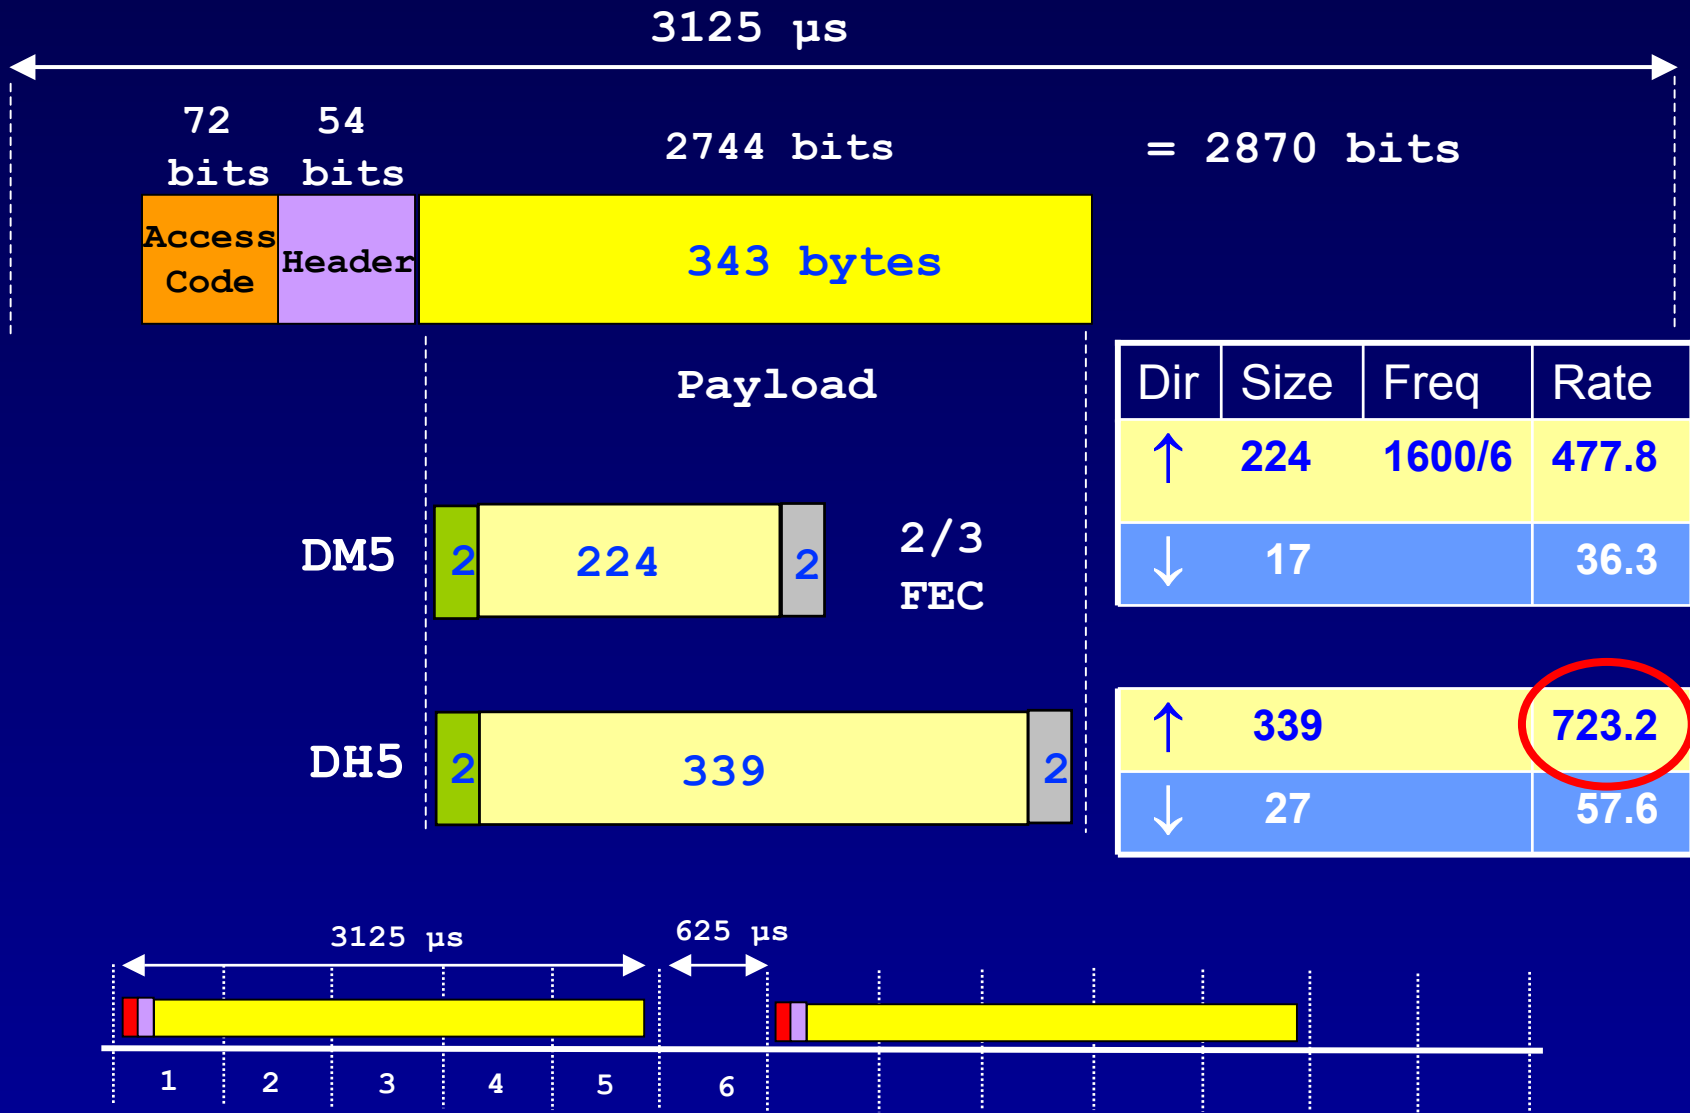 3125 µs
72 bits
54 bits
2744 bits
= 2870 bits
Access Code
Header
343 bytes
Payload
Dir Size Freq Rate
↑ 224 1600/6 477.8
↓ 17 36.3
DM5
2 224 2
2/3 FEC
↑ 339 723.2
↓ 27 57.6
DH5
2 339 2
3125 µs
625 µs
1 2 3 4 5 6